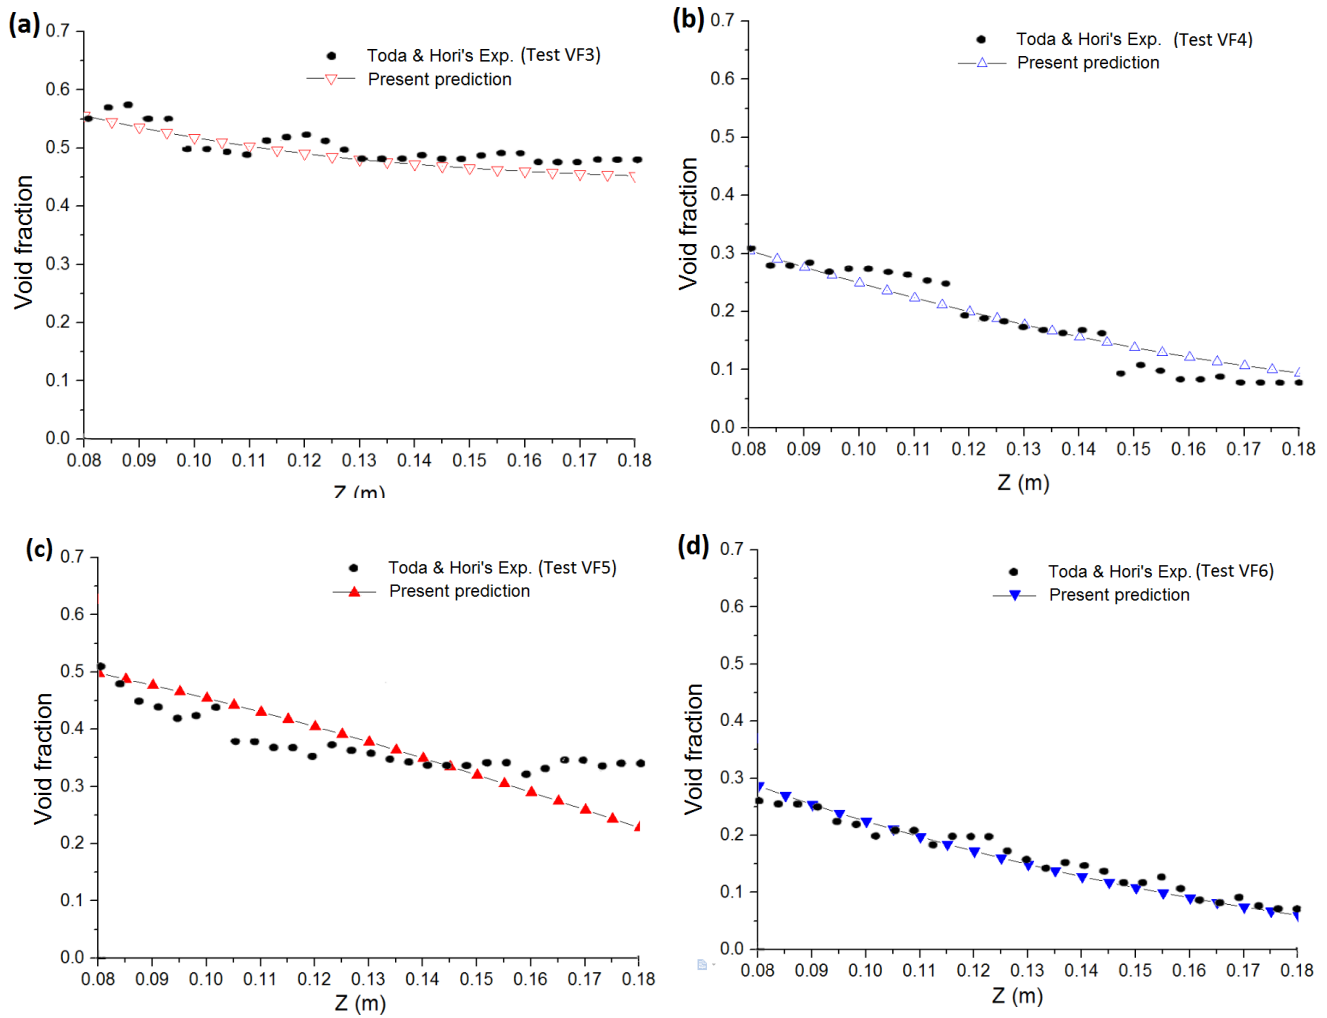 (a)
0.7
0.6
0.5
0.4
0.3
0.2
0.1
0.0
Void fraction
Toda & Hori's Exp. (Test VF3)
Present prediction
0.08 0.09 0.10 0.11 0.12 0.13 0.14 0.15 0.16 0.17 0.18
Z (m)
(b)
0.7
0.6
0.5
0.4
0.3
0.2
0.1
0.0
Void fraction
Toda & Hori's Exp. (Test VF4)
Present prediction
0.08 0.09 0.10 0.11 0.12 0.13 0.14 0.15 0.16 0.17 0.18
Z (m)
(c)
0.7
0.6
0.5
0.4
0.3
0.2
0.1
0.0
Void fraction
Toda & Hori's Exp. (Test VF5)
Present prediction
0.08 0.09 0.10 0.11 0.12 0.13 0.14 0.15 0.16 0.17 0.18
Z (m)
(d)
0.7
0.6
0.5
0.4
0.3
0.2
0.1
0.0
Void fraction
Toda & Hori's Exp. (Test VF6)
Present prediction
0.08 0.09 0.10 0.11 0.12 0.13 0.14 0.15 0.16 0.17 0.18
Z (m)